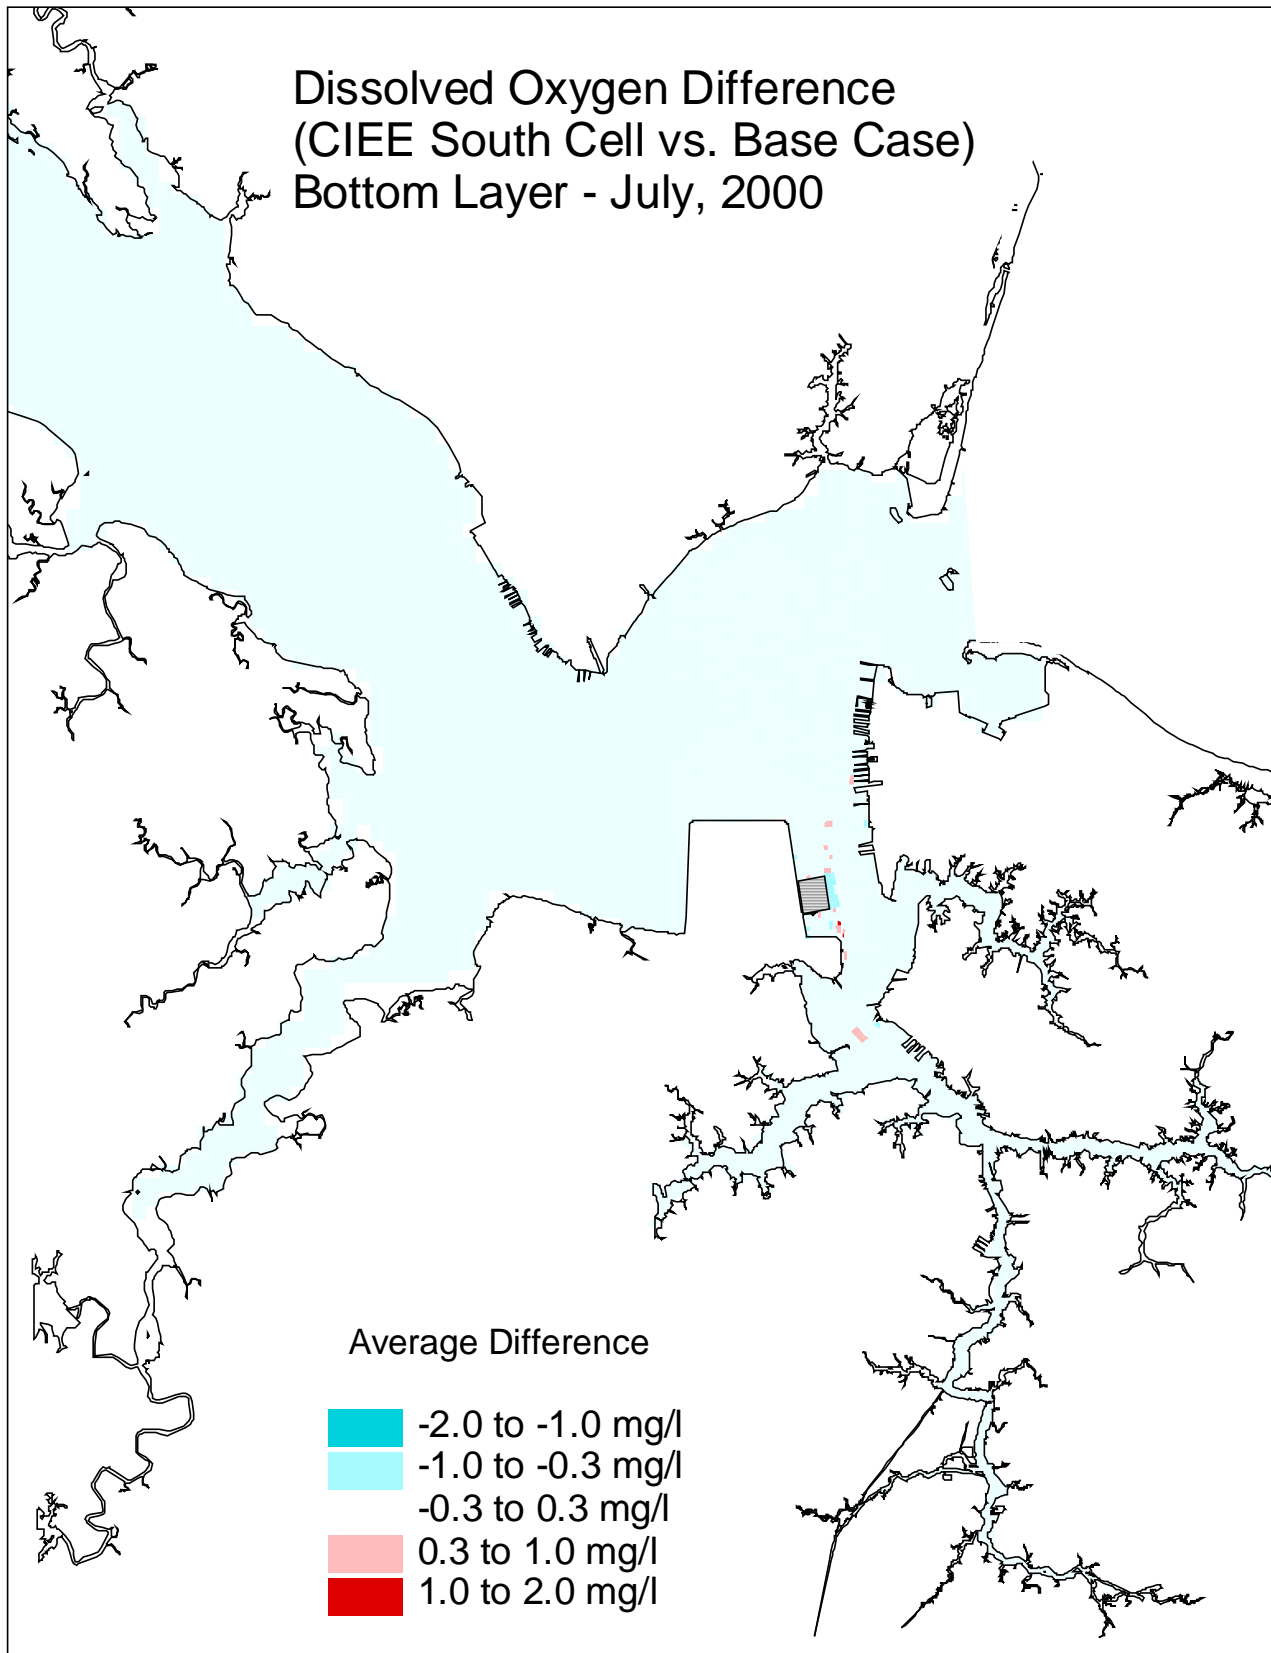 Dissolved Oxygen Difference
(CIEE South Cell vs. Base Case)
Bottom Layer - July, 2000
Average Difference
-2.0 to -1.0 mg/l
-1.0 to -0.3 mg/l
-0.3 to 0.3 mg/l
0.3 to 1.0 mg/l
1.0 to 2.0 mg/l